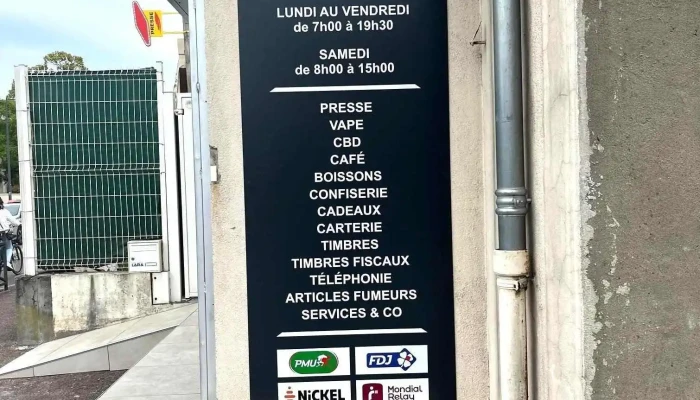 PRESSE
LUNDI AU VENDREDI
de 7h00 à 19h30
SAMEDI
de 8h00 à 15h00
PRESSE
VAPE
CBD
CAFÉ
BOISSONS
CONFISERIE
CADEAUX
CARTERIE
TIMBRES
TIMBRES FISCAUX
TÉLÉPHONIE
ARTICLES FUMEURS
SERVICES & CO
PMU
FDJ
NiCKEL
Mondial
Relay